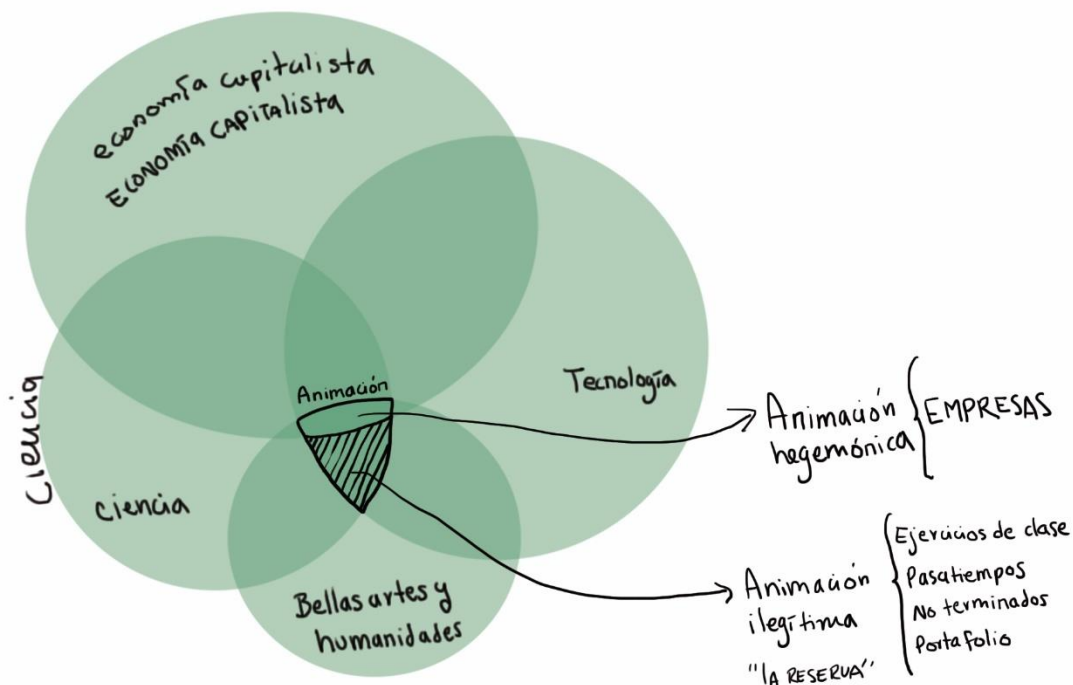 economía capitalista
ECONOMÍA CAPITALISTA
Ciencia
ciencia
Animación
Tecnología
Bellas artes y
humanidades
Animación
hegemónica
EMPRESAS
Animación
ilegítima
"LA RESERVA"
Ejercicios de clase
Pasatiempos
No terminados
Portafolio